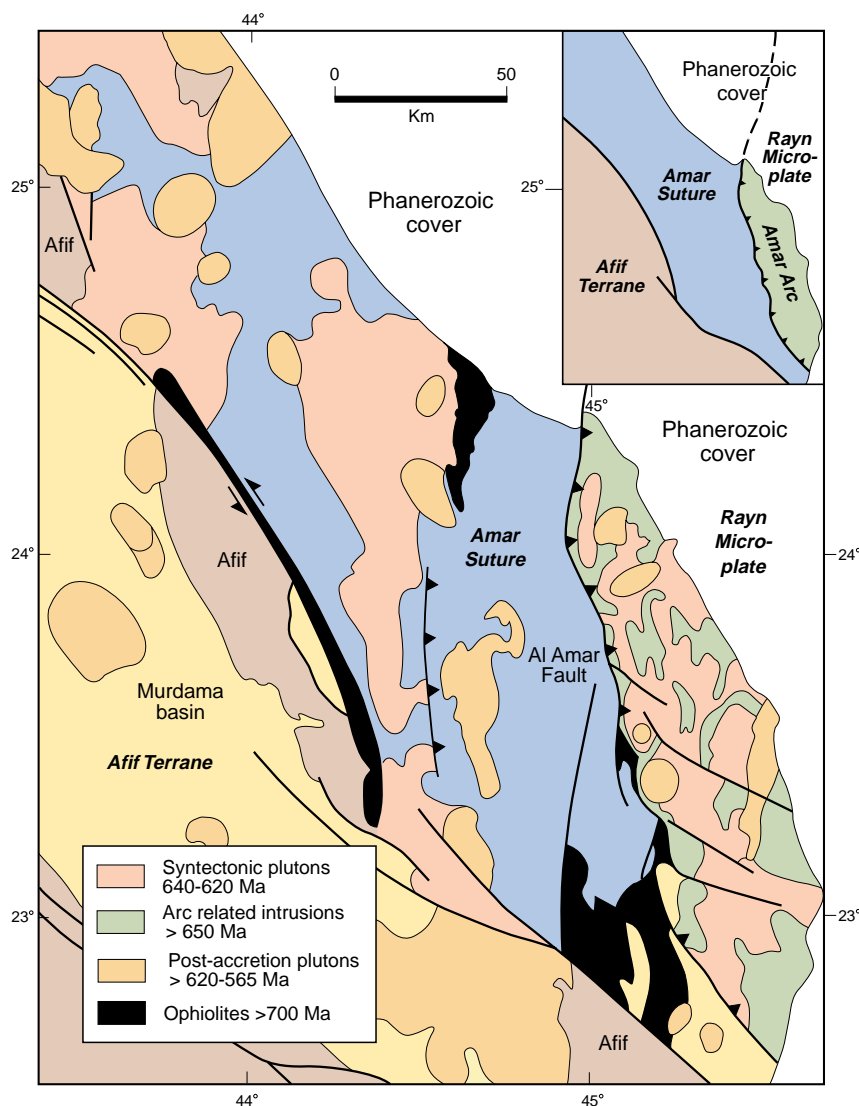 44°
0
50
Km
Phanerozoic
cover
Rayn
Micro-
plate
25°
Amar
Suture
Amar Arc
Afif
Terrane
25°
Afif
Phanerozoic
cover
45°
Phanerozoic
cover
Rayn
Micro-
plate
24°
24°
Amar
Suture
Afif
Al Amar
Fault
Murdama
basin
Afif Terrane
23°
23°
Syntectonic plutons
640-620 Ma
Arc related intrusions
> 650 Ma
Post-accretion plutons
> 620-565 Ma
Ophiolites >700 Ma
Afif
44°
45°